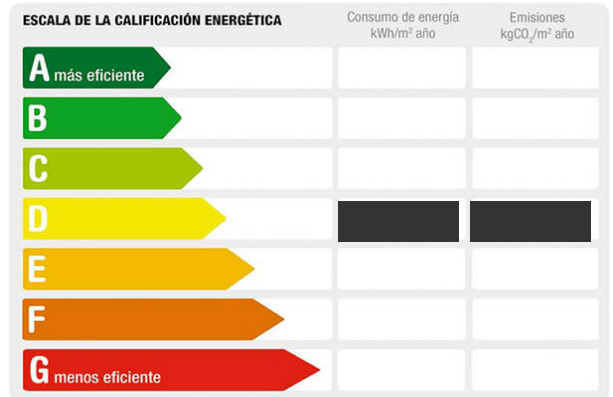 ESCALA DE LA CALIFICACIÓN ENERGÉTICA
Consumo de energía
kWh/m² año
Emisiones
kgCO₂/m² año
A más eficiente
B
C
D
E
F
G menos eficiente